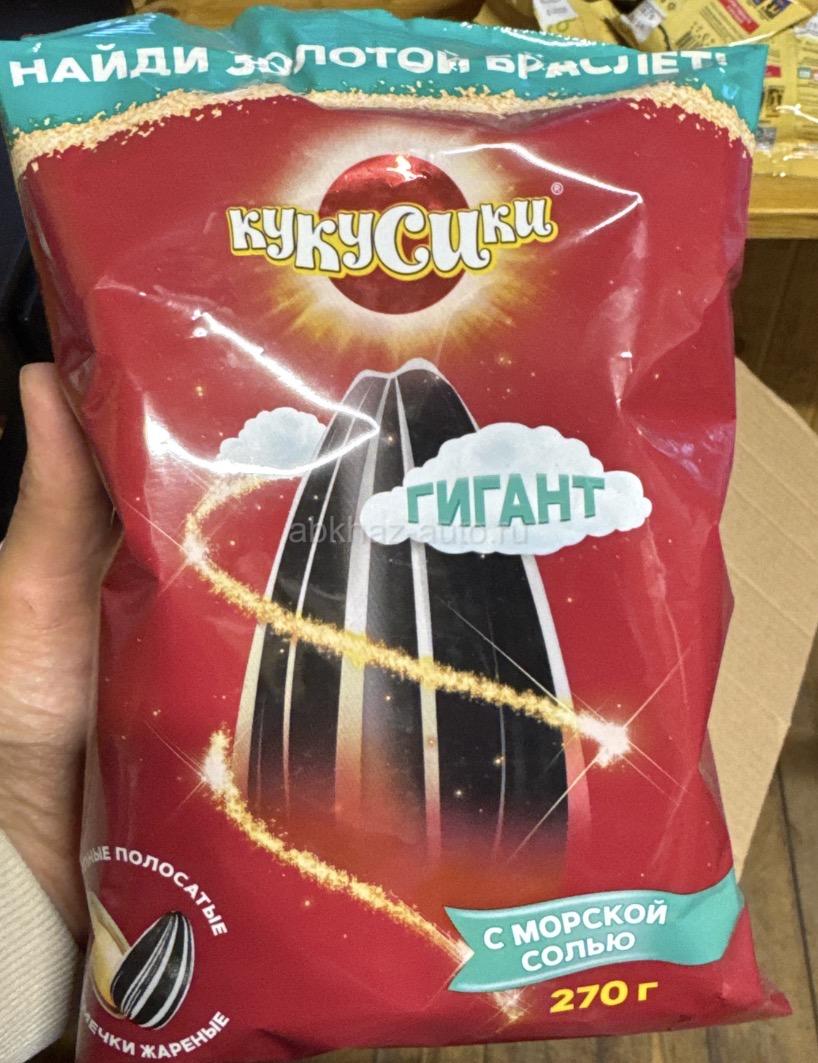 НАЙДИ ЗОЛОТОЙ БРАСЛЕТ!
КУКУСИКИ®
ГИГАНТ
abkhaz-auto.ru
ПОЛОСАТЫЕ
ЖАРЕНЫЕ
С МОРСКОЙ
СОЛЬЮ
270 г